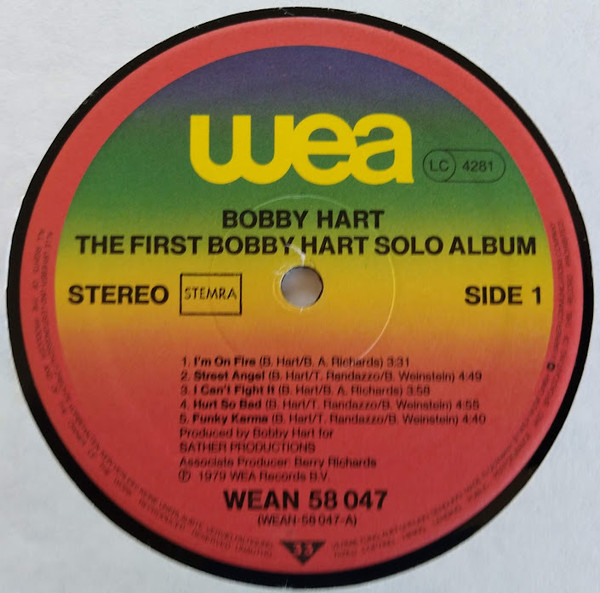 wea
LC 4281
BOBBY HART
THE FIRST BOBBY HART SOLO ALBUM
STEREO STEMRA SIDE 1
1. I'm On Fire (B. Hart/B. A. Richards) 3:31
2. Street Angel (B. Hart/T. Randazzo/B. Weinstein) 4:49
3. I Can't Fight It (B. Hart/B. A. Richards) 3:58
4. Hurt So Bad (B. Hart/T. Randazzo/B. Weinstein) 4:55
5. Funky Karma (B. Hart/T. Randazzo/B. Weinstein) 4:40
Produced by Bobby Hart for
SATHER PRODUCTIONS
Associate Producer: Barry Richards
℗ 1979 WEA Records B.V.
WEAN 58 047
(WEAN-58 047-A)
33